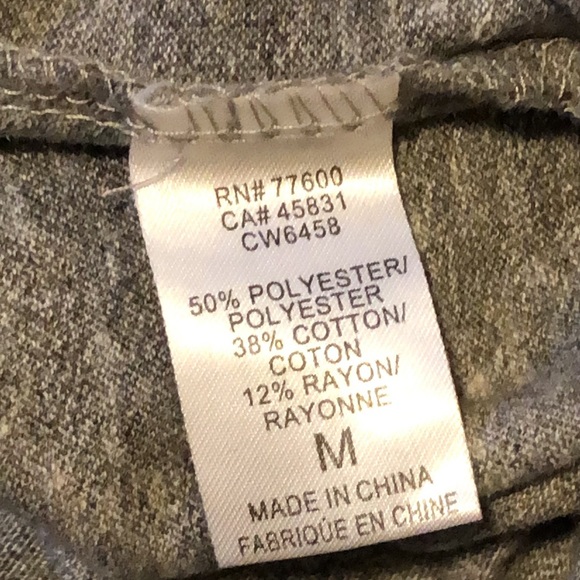 RN# 77600
CA# 45831
CW6458
50% POLYESTER/
POLYESTER
38% COTTON/
COTON
12% RAYON/
RAYONNE
M
MADE IN CHINA
FABRIQÚE EN CHINE